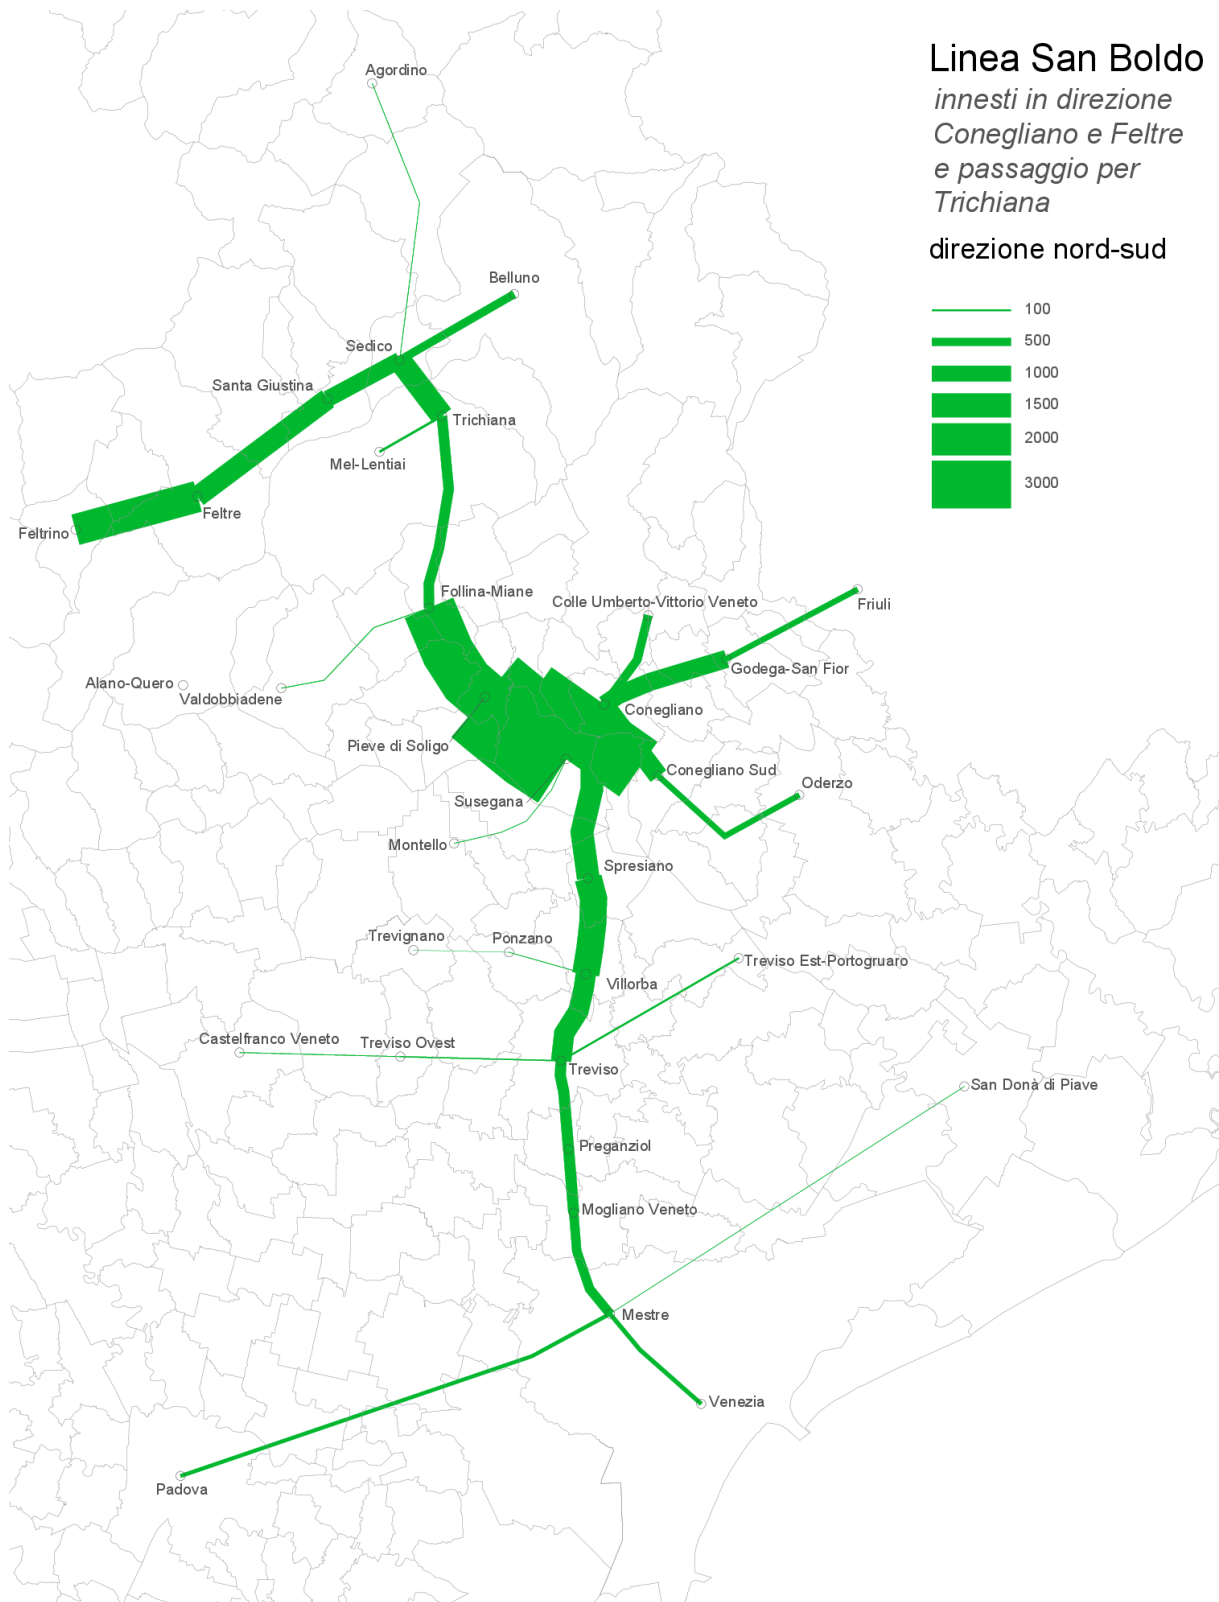 Linea San Boldo
innesti in direzione
Conegliano e Feltre
e passaggio per
Trichiana
direzione nord-sud
100
500
1000
1500
2000
3000
Agordino
Belluno
Sedico
Santa Giustina
Trichiana
Mel-Lentiai
Feltre
Feltrino
Follina-Miane
Colle Umberto-Vittorio Veneto
Friuli
Godega-San Fior
Alano-Quero
Valdobbiadene
Conegliano
Pieve di Soligo
Conegliano Sud
Oderzo
Susegana
Montello
Spresiano
Trevignano
Ponzano
Treviso Est-Portogruaro
Villorba
Castelfranco Veneto
Treviso Ovest
Treviso
San Donà di Piave
Preganziol
Mogliano Veneto
Mestre
Venezia
Padova